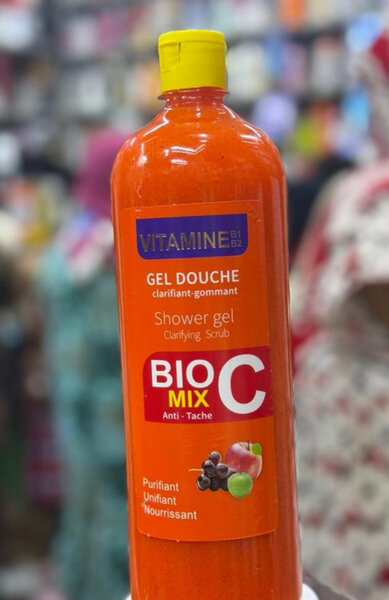 VITAMINE B1 B2
GEL DOUCHE
clarifiant-gommant
Shower gel
Clarifying Scrub
BIO C
MIX
Anti - Tache
Purifiant
Unifiant
Nourrissant